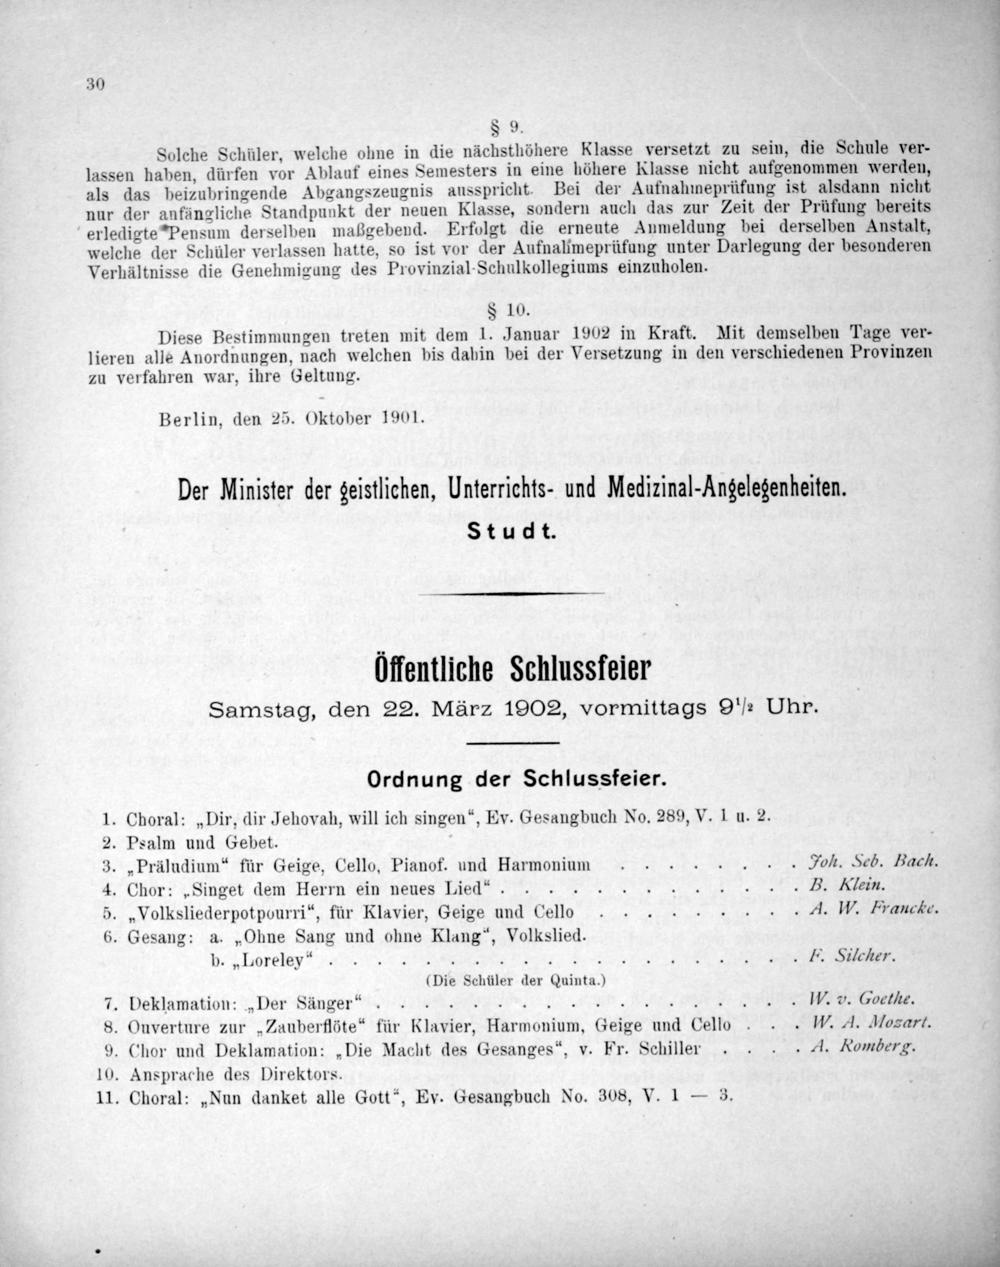 30
§ 9.
Solche Schüler, welche ohne in die nächsthöhere Klasse versetzt zu sein, die Schule ver-
lassen haben, dürfen vor Ablauf eines Semesters in eine höhere Klasse nicht aufgenommen werden,
als das beizubringende Abgangszeugnis ausspricht. Bei der Aufnahmeprüfung ist alsdann nicht
nur der anfängliche Standpunkt der neuen Klasse, sondern auch das zur Zeit der Prüfung bereits
erledigte Pensum derselben maßgebend. Erfolgt die erneute Anmeldung bei derselben Anstalt,
welche der Schüler verlassen hatte, so ist vor der Aufnahmeprüfung unter Darlegung der besonderen
Verhältnisse die Genehmigung des Provinzial-Schulkollegiums einzuholen.
§ 10.
Diese Bestimmungen treten mit dem 1. Januar 1902 in Kraft. Mit demselben Tage ver-
lieren alle Anordnungen, nach welchen bis dahin bei der Versetzung in den verschiedenen Provinzen
zu verfahren war, ihre Geltung.
Berlin, den 25. Oktober 1901.
Der Minister der geistlichen, Unterrichts- und Medizinal-Angelegenheiten.
Studt.
Öffentliche Schlussfeier
Samstag, den 22. März 1902, vormittags 9½ Uhr.
Ordnung der Schlussfeier.
1. Choral: „Dir, dir Jehovah, will ich singen“, Ev. Gesangbuch No. 289, V. 1 u. 2.
2. Psalm und Gebet.
3. „Präludium“ für Geige, Cello, Pianof. und Harmonium . . . . . . . Joh. Seb. Bach.
4. Chor: „Singet dem Herrn ein neues Lied“ . . . . . . . . . . . . . B. Klein.
5. „Volksliederpotpourri“, für Klavier, Geige und Cello . . . . . . . . . A. W. Francke.
6. Gesang: a. „Ohne Sang und ohne Klang“, Volkslied.
b. „Loreley“ . . . . . . . . . . . . . . . . . . . . F. Silcher.
(Die Schüler der Quinta.)
7. Deklamation: „Der Sänger“ . . . . . . . . . . . . . . . . . . W. v. Goethe.
8. Ouverture zur „Zauberflöte“ für Klavier, Harmonium, Geige und Cello . . . W. A. Mozart.
9. Chor und Deklamation: „Die Macht des Gesanges“, v. Fr. Schiller . . . . A. Romberg.
10. Ansprache des Direktors.
11. Choral: „Nun danket alle Gott“, Ev. Gesangbuch No. 308, V. 1 — 3.